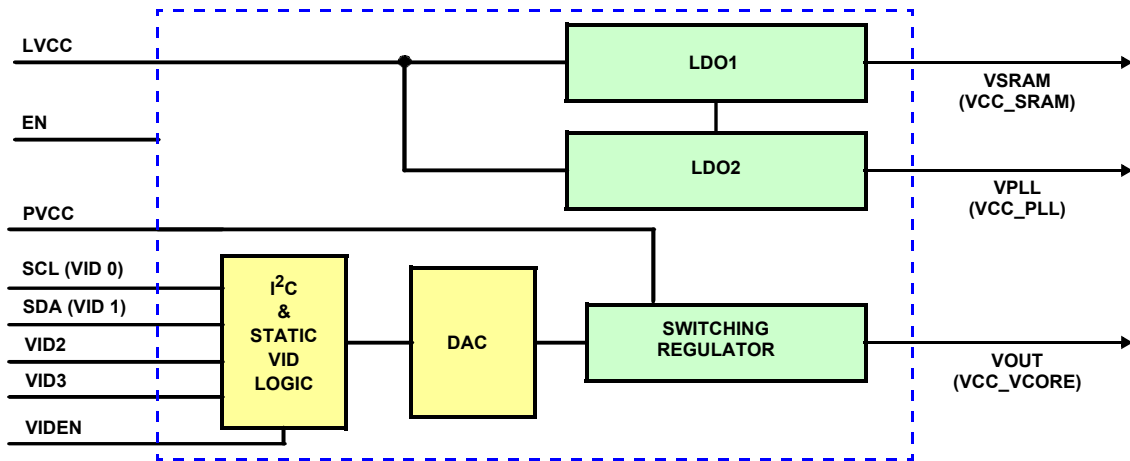 LVCC
LDO1
VSRAM
(VCC_SRAM)
EN
LDO2
VPLL
(VCC_PLL)
PVCC
SCL (VID 0)
SDA (VID 1)
VID2
VID3
VIDEN
I²C
&
STATIC
VID
LOGIC
DAC
SWITCHING
REGULATOR
VOUT
(VCC_VCORE)